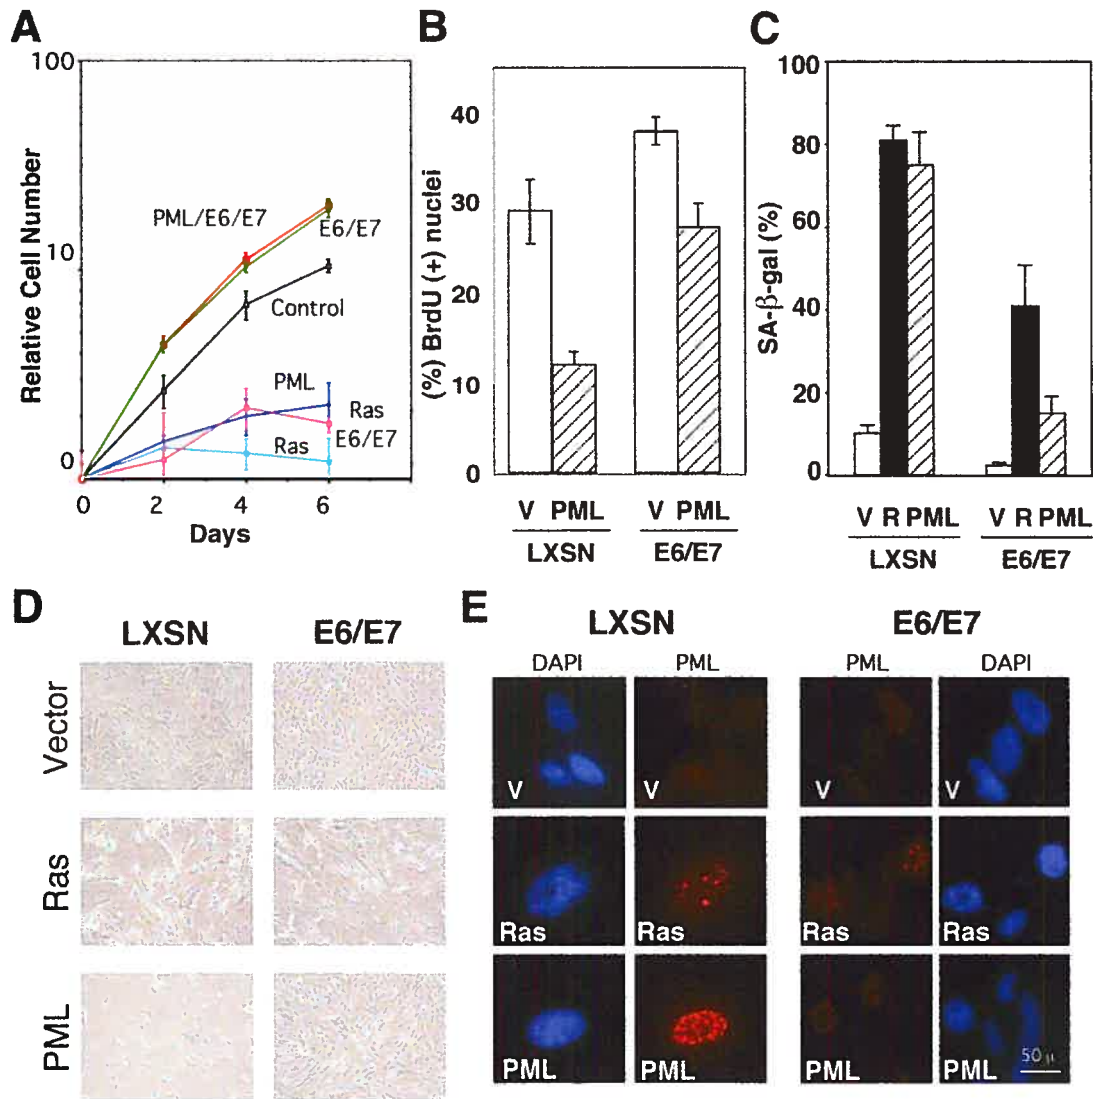 A
100
10
0
Relative Cell Number
PML/E6/E7
E6/E7
Control
PML
Ras
E6/E7
Ras
0 2 4 6
Days
B
40
30
20
10
0
(%) BrdU (+) nuclei
V PML V PML
LXSN E6/E7
C
100
80
60
40
20
0
SA-β-gal (%)
V R PML V R PML
LXSN E6/E7
D
LXSN E6/E7
Vector
Ras
PML
E
LXSN E6/E7
DAPI PML PML DAPI
V V V V
Ras Ras Ras Ras
PML PML PML PML
50 μ